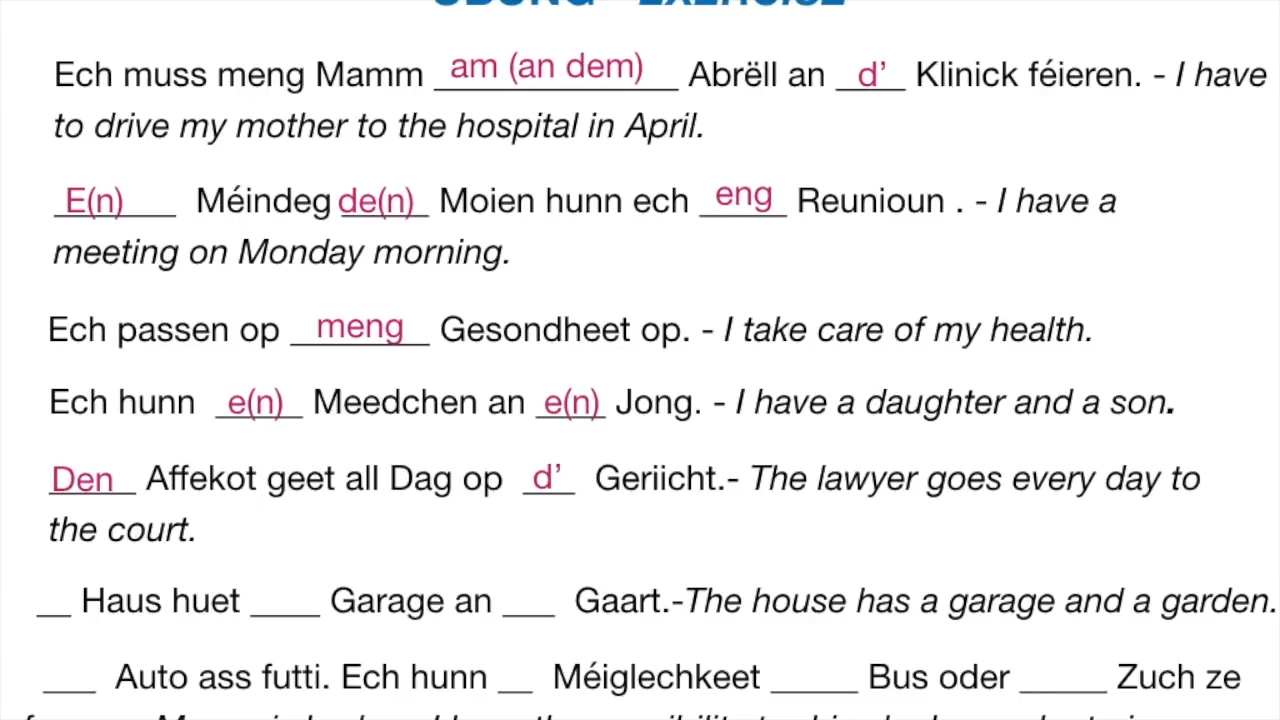 ÜBUNG - EXERCISE
Ech muss meng Mamm am (an dem) Abrëll an d’ Klinick féieren. - I have
to drive my mother to the hospital in April.
E(n) Méindeg de(n) Moien hunn ech eng Reunioun . - I have a
meeting on Monday morning.
Ech passen op meng Gesondheet op. - I take care of my health.
Ech hunn e(n) Meedchen an e(n) Jong. - I have a daughter and a son.
Den Affekot geet all Dag op d’ Geriicht.- The lawyer goes every day to
the court.
__ Haus huet ____ Garage an ___ Gaart.-The house has a garage and a garden.
___ Auto ass futti. Ech hunn __ Méiglechkeet _____ Bus oder _____ Zuch ze